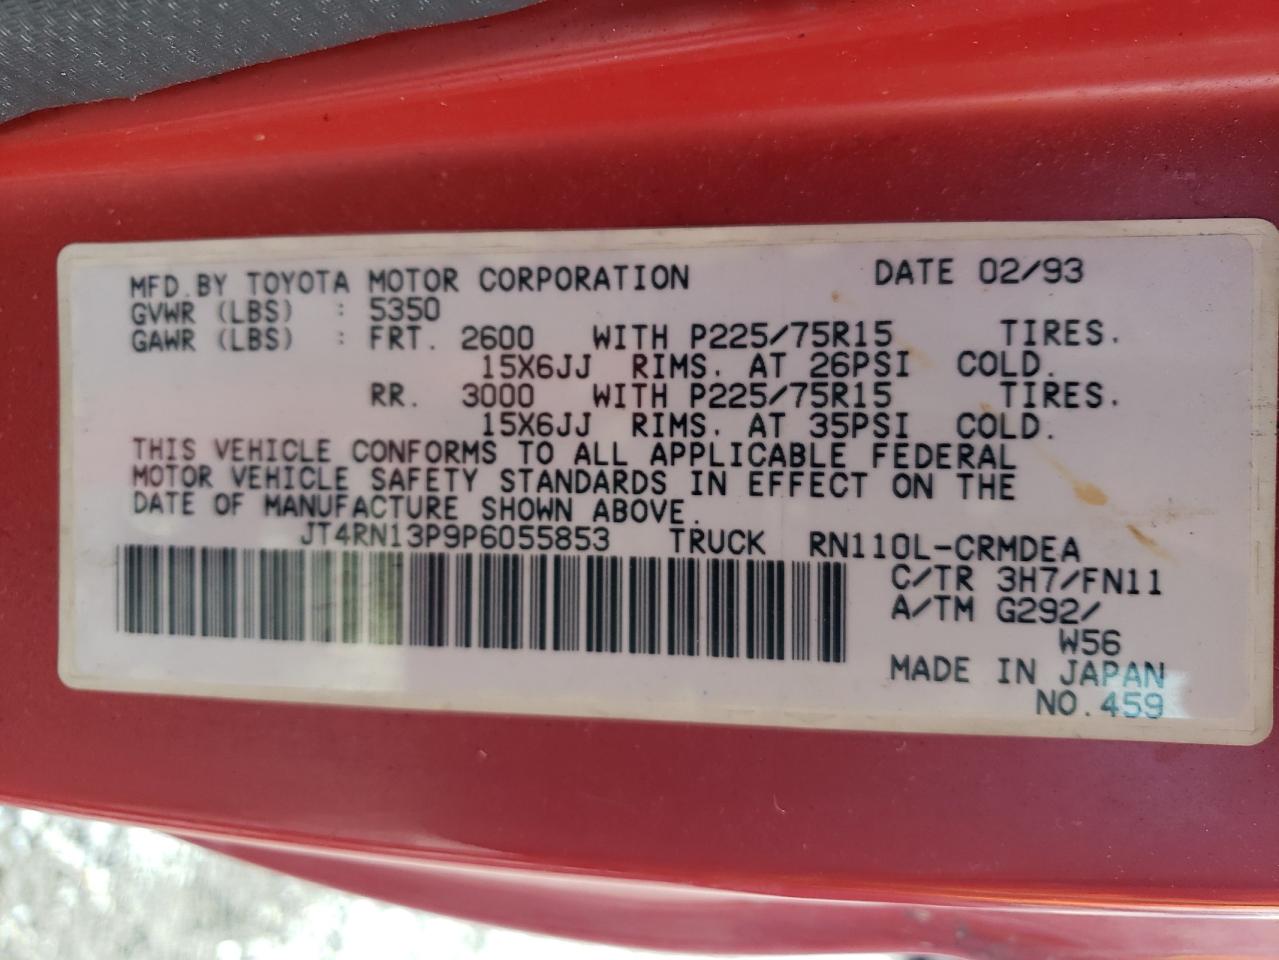 MFD.BY TOYOTA MOTOR CORPORATION DATE 02/93
GVWR (LBS) : 5350
GAWR (LBS) : FRT. 2600 WITH P225/75R15 TIRES.
15X6JJ RIMS. AT 26PSI COLD.
RR. 3000 WITH P225/75R15 TIRES.
15X6JJ RIMS. AT 35PSI COLD.
THIS VEHICLE CONFORMS TO ALL APPLICABLE FEDERAL
MOTOR VEHICLE SAFETY STANDARDS IN EFFECT ON THE
DATE OF MANUFACTURE SHOWN ABOVE.
JT4RN13P9P6055853 TRUCK RN110L-CRMDEA
C/TR 3H7/FN11
A/TM G292/
W56
MADE IN JAPAN
NO.459